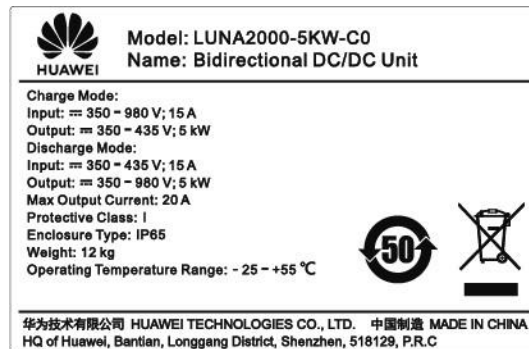 HUAWEI
Model: LUNA2000-5KW-C0
Name: Bidirectional DC/DC Unit
Charge Mode:
Input: ⎓ 350 - 980 V; 15 A
Output: ⎓ 350 - 435 V; 5 kW
Discharge Mode:
Input: ⎓ 350 - 435 V; 15 A
Output: ⎓ 350 - 980 V; 5 kW
Max Output Current: 20 A
Protective Class: I
Enclosure Type: IP65
Weight: 12 kg
Operating Temperature Range: - 25 - +55 ℃
50
华为技术有限公司 HUAWEI TECHNOLOGIES CO., LTD. 中国制造 MADE IN CHINA
HQ of Huawei, Bantian, Longgang District, Shenzhen, 518129, P.R.C